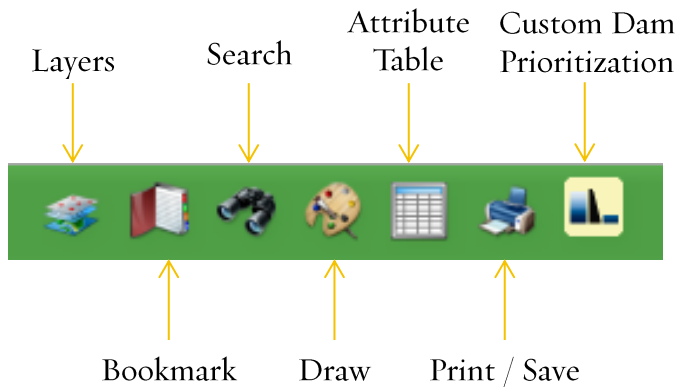 Layers
Search
Attribute
Table
Custom Dam
Prioritization
Bookmark
Draw
Print / Save